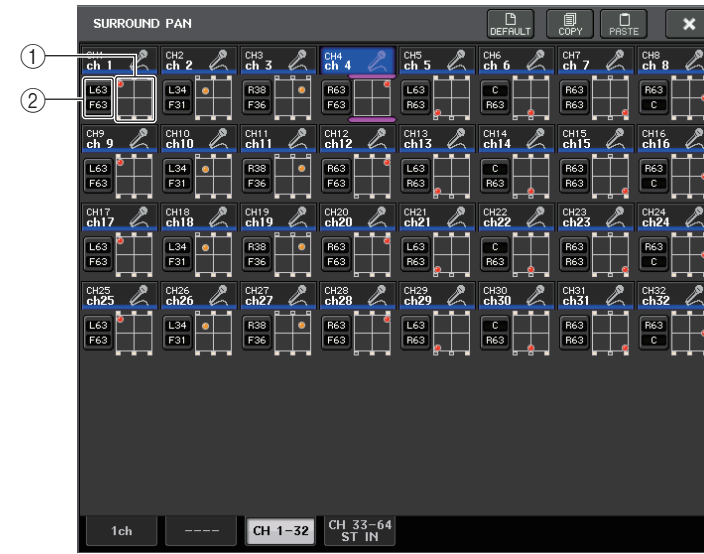 SURROUND PAN DEFAULT COPY PASTE
①
②
CH1 CH2 CH3 CH4 CH5 CH6 CH7 CH8
ch 1 ch 2 ch 3 ch 4 ch 5 ch 6 ch 7 ch 8
L63 L34 R38 R63 L63 C R63 R63
F63 F31 F36 F63 R63 R63 R63 C
CH9 CH10 CH11 CH12 CH13 CH14 CH15 CH16
ch 9 ch10 ch11 ch12 ch13 ch14 ch15 ch16
L63 L34 R38 R63 L63 C R63 R63
F63 F31 F36 F63 R63 R63 R63 C
CH17 CH18 CH19 CH20 CH21 CH22 CH23 CH24
ch17 ch18 ch19 ch20 ch21 ch22 ch23 ch24
L63 L34 R38 R63 L63 C R63 R63
F63 F31 F36 F63 R63 R63 R63 C
CH25 CH26 CH27 CH28 CH29 CH30 CH31 CH32
ch25 ch26 ch27 ch28 ch29 ch30 ch31 ch32
L63 L34 R38 R63 L63 C R63 R63
F63 F31 F36 F63 R63 R63 R63 C
1ch ---- CH 1-32 CH 33-64
ST IN